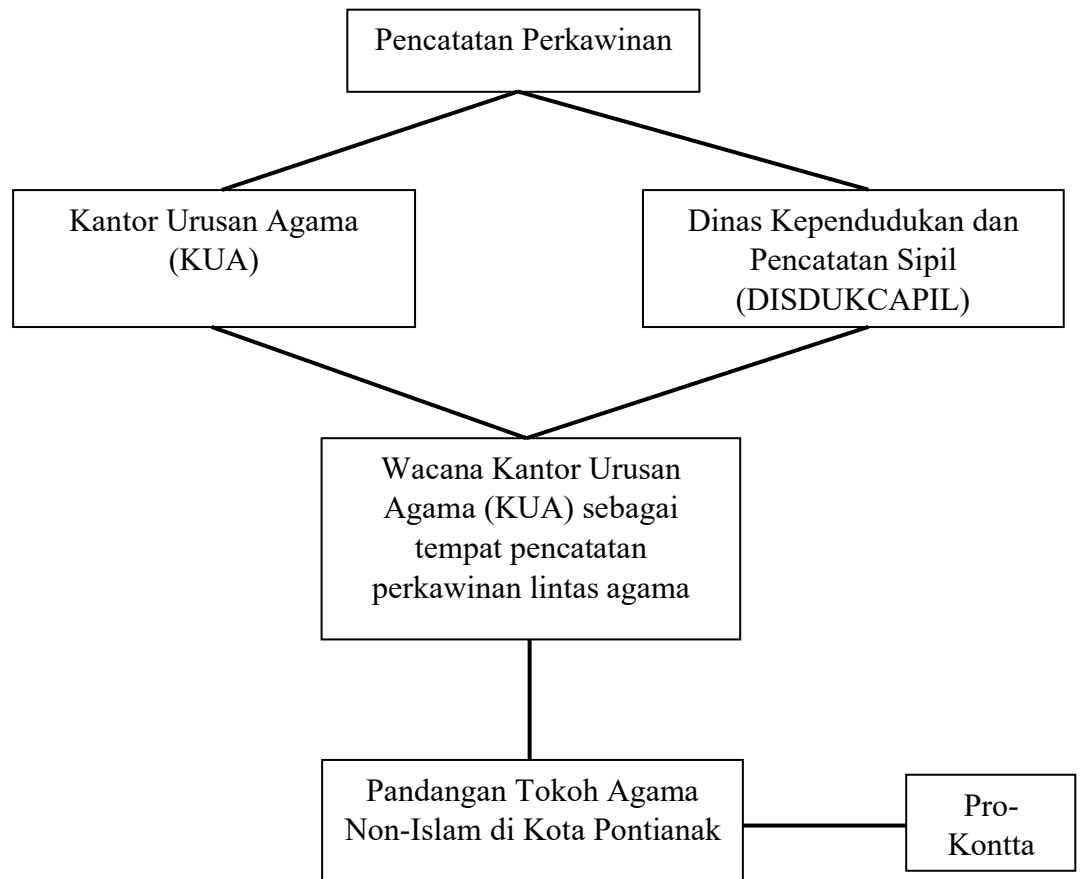 Pencatatan Perkawinan
Kantor Urusan Agama
(KUA)
Dinas Kependudukan dan
Pencatatan Sipil
(DISDUKCAPIL)
Wacana Kantor Urusan
Agama (KUA) sebagai
tempat pencatatan
perkawinan lintas agama
Pandangan Tokoh Agama
Non-Islam di Kota Pontianak
Pro-
Kontta